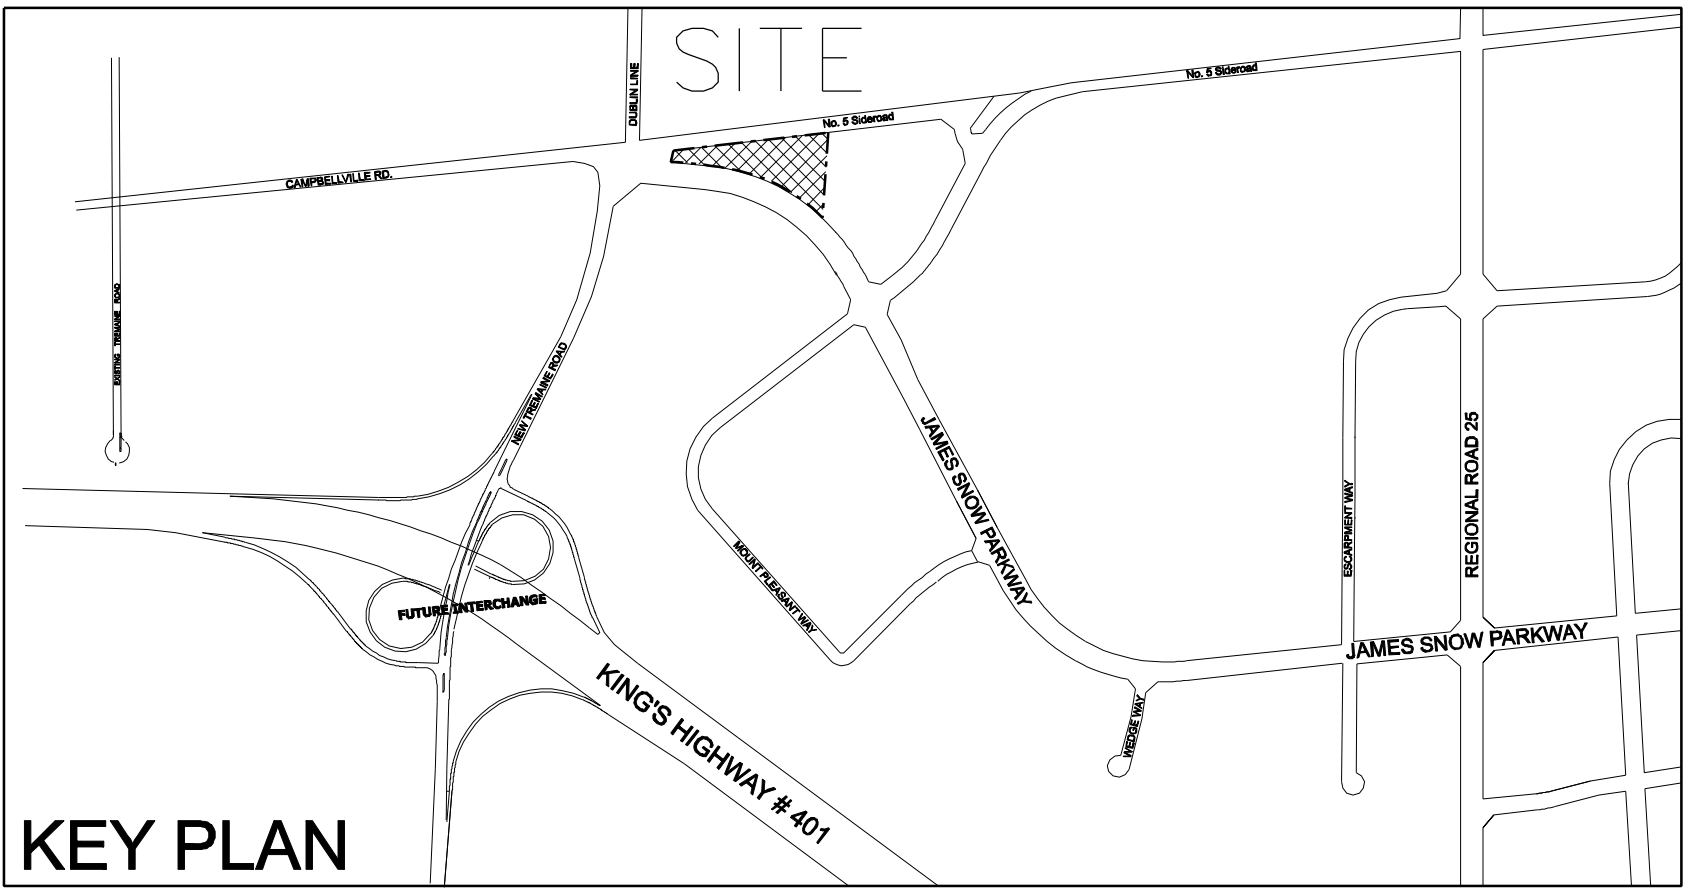 SITE
DUBLIN LINE
No. 5 Sideroad
No. 5 Sideroad
CAMPBELLVILLE RD.
EXISTING TREMAINE ROAD
NEW TREMAINE ROAD
JAMES SNOW PARKWAY
REGIONAL ROAD 25
ESCARPMENT WAY
MOUNT PLEASANT WAY
FUTURE INTERCHANGE
JAMES SNOW PARKWAY
KING'S HIGHWAY # 401
WEDGE WAY
KEY PLAN